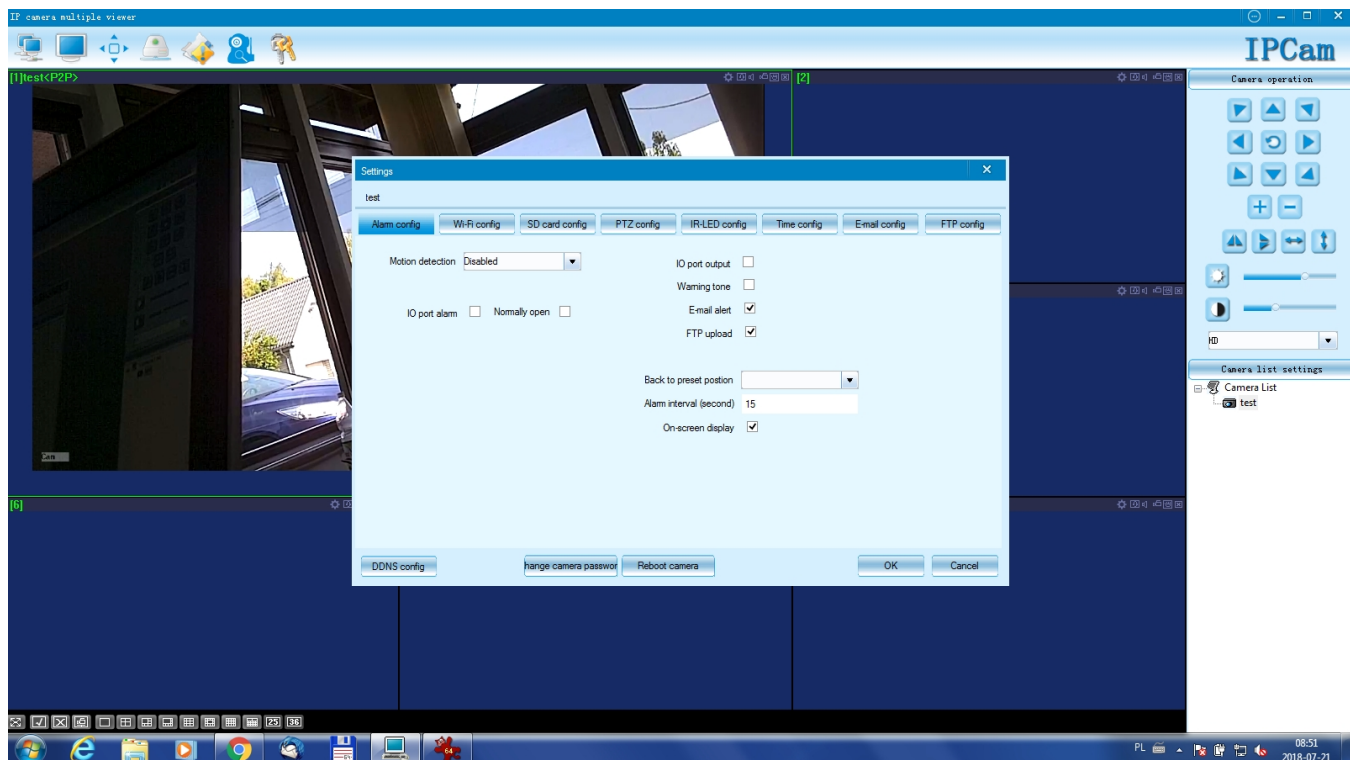 IP camera multiple viewer
IPCam
[1]test<P2P>
[2]
Camera operation
Settings
test
Alarm config Wi-Fi config SD card config PTZ config IR-LED config Time config E-mail config FTP config
Motion detection Disabled
IO port output
Warning tone
IO port alarm Normally open
E-mail alert
FTP upload
HD
Camera list settings
Back to preset postion
Camera List
Alarm interval (second) 15
test
On-screen display
Cam
[6]
DDNS config hange camera passwor Reboot camera OK Cancel
25 36
64
PL 08:51
2018-07-21